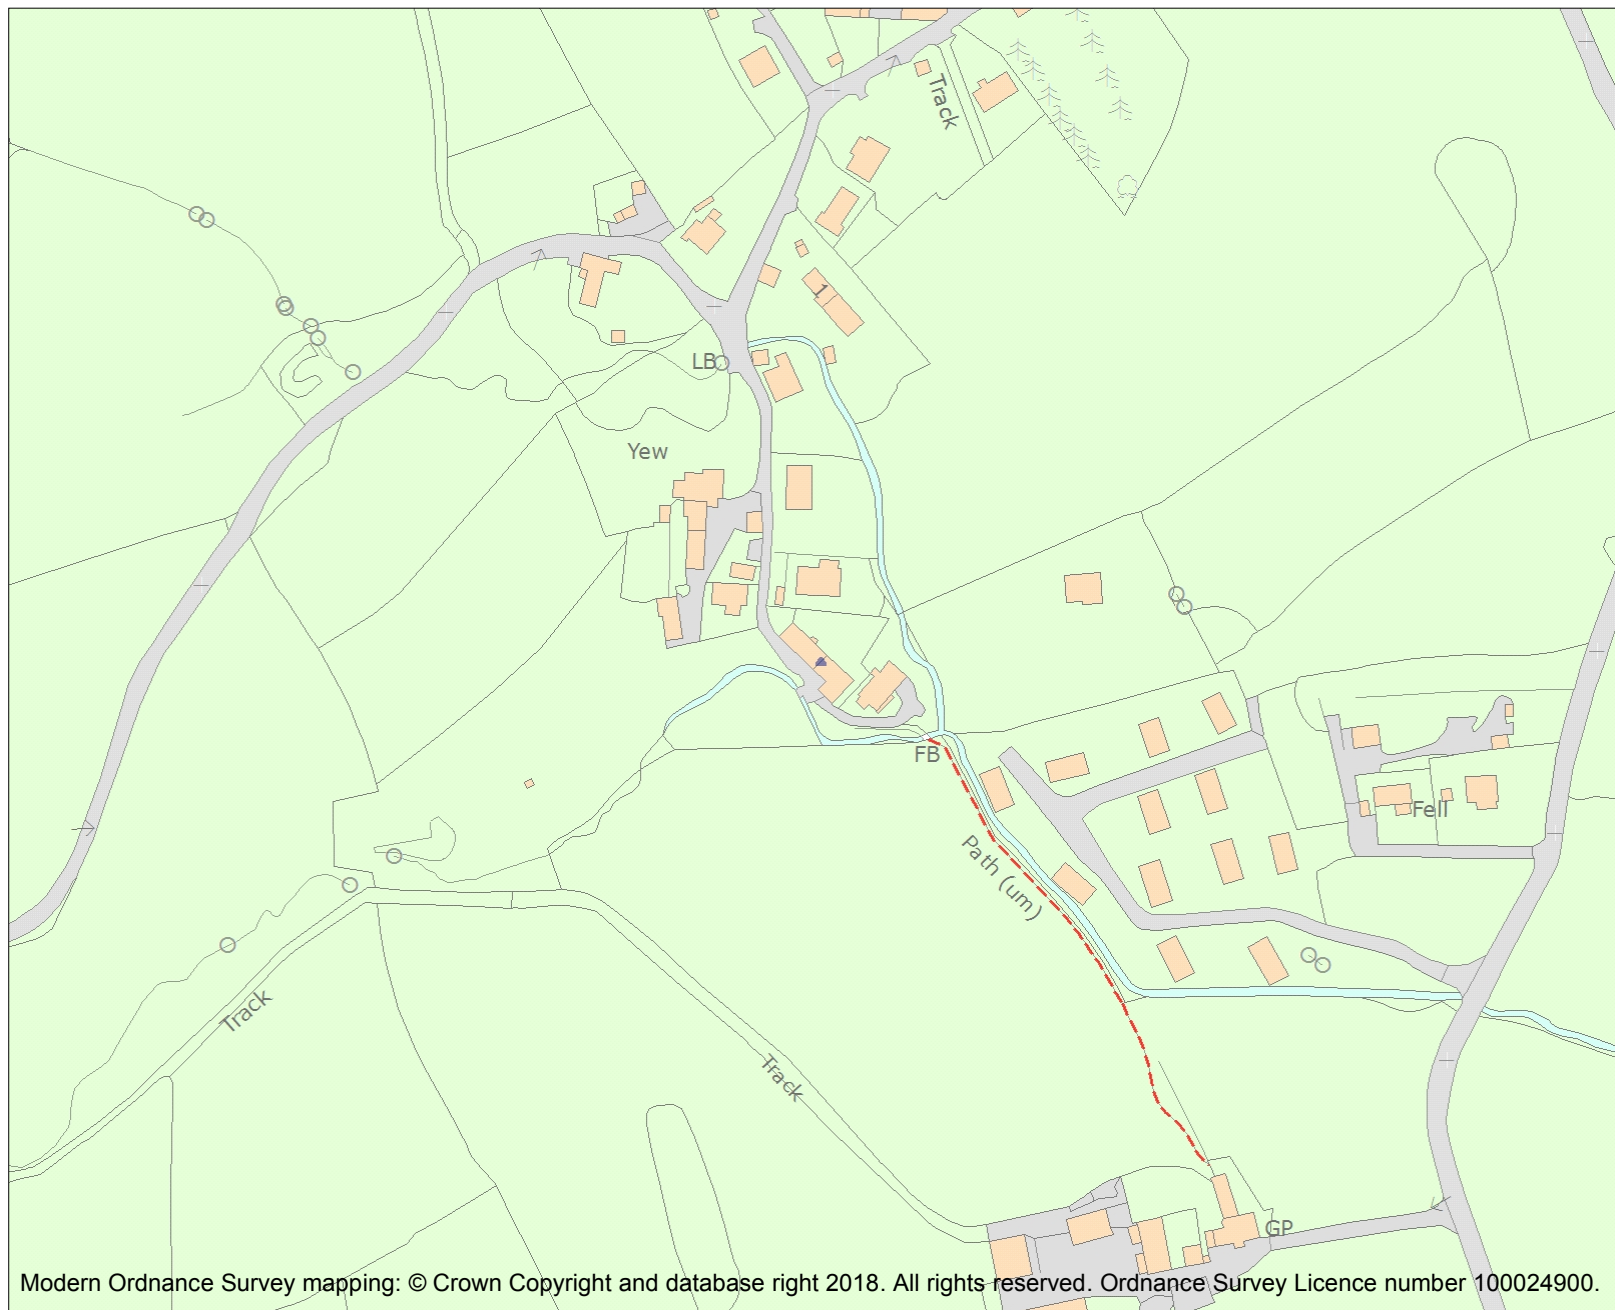 Track
1
LB
Yew
FB
Fell
Path (um)
Track
Track
GP
Modern Ordnance Survey mapping: © Crown Copyright and database right 2018. All rights reserved. Ordnance Survey Licence number 100024900.